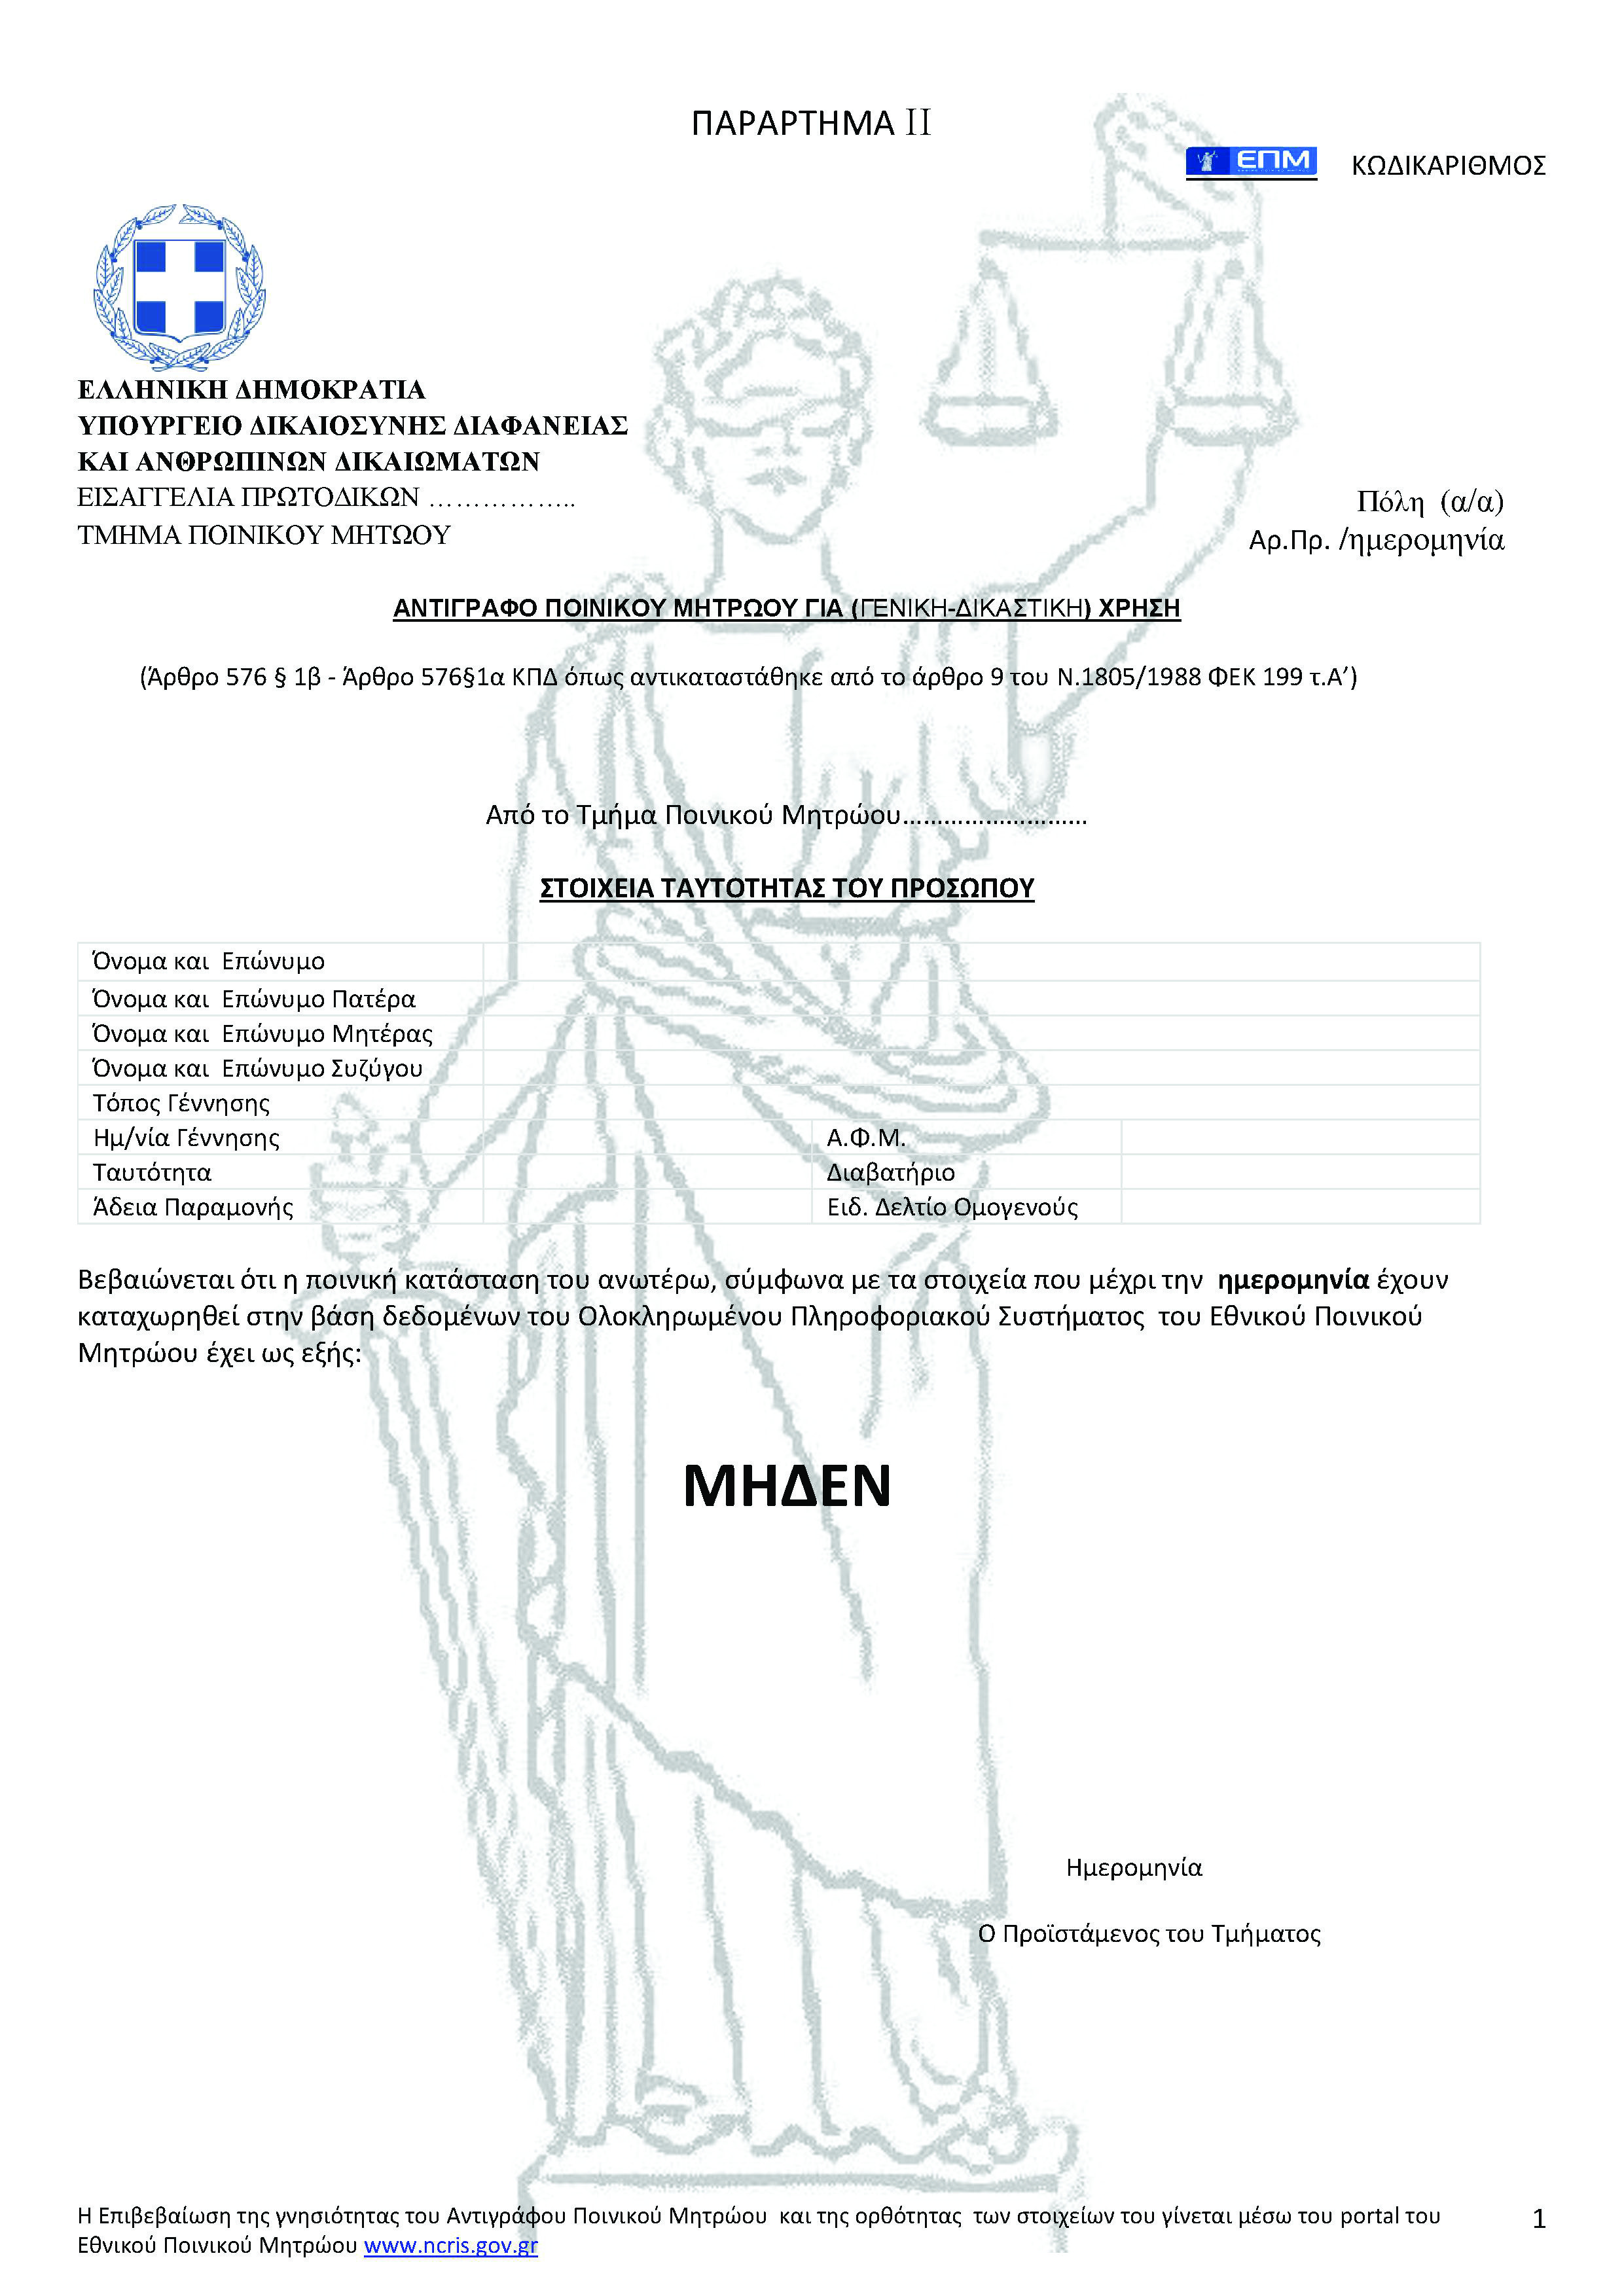 ΠΑΡΑΡΤΗΜΑ II
ΕΠΜ ΚΩΔΙΚΑΡΙΘΜΟΣ
ΕΛΛΗΝΙΚΗ ΔΗΜΟΚΡΑΤΙΑ
ΥΠΟΥΡΓΕΙΟ ΔΙΚΑΙΟΣΥΝΗΣ ΔΙΑΦΑΝΕΙΑΣ
ΚΑΙ ΑΝΘΡΩΠΙΝΩΝ ΔΙΚΑΙΩΜΑΤΩΝ
ΕΙΣΑΓΓΕΛΙΑ ΠΡΩΤΟΔΙΚΩΝ ……………..
ΤΜΗΜΑ ΠΟΙΝΙΚΟΥ ΜΗΤΩΟΥ
Πόλη (α/α)
Αρ.Πρ. /ημερομηνία
ΑΝΤΙΓΡΑΦΟ ΠΟΙΝΙΚΟΥ ΜΗΤΡΩΟΥ ΓΙΑ (ΓΕΝΙΚΗ-ΔΙΚΑΣΤΙΚΗ) ΧΡΗΣΗ
(Άρθρο 576 § 1β - Άρθρο 576§1α ΚΠΔ όπως αντικαταστάθηκε από το άρθρο 9 του Ν.1805/1988 ΦΕΚ 199 τ.Α’)
Από το Τμήμα Ποινικού Μητρώου………………………
ΣΤΟΙΧΕΙΑ ΤΑΥΤΟΤΗΤΑΣ ΤΟΥ ΠΡΟΣΩΠΟΥ
Όνομα και Επώνυμο
Όνομα και Επώνυμο Πατέρα
Όνομα και Επώνυμο Μητέρας
Όνομα και Επώνυμο Συζύγου
Τόπος Γέννησης
Ημ/νία Γέννησης Α.Φ.Μ.
Ταυτότητα Διαβατήριο
Άδεια Παραμονής Ειδ. Δελτίο Ομογενούς
Βεβαιώνεται ότι η ποινική κατάσταση του ανωτέρω, σύμφωνα με τα στοιχεία που μέχρι την ημερομηνία έχουν
καταχωρηθεί στην βάση δεδομένων του Ολοκληρωμένου Πληροφοριακού Συστήματος του Εθνικού Ποινικού
Μητρώου έχει ως εξής:
ΜΗΔΕΝ
Ημερομηνία
Ο Προϊστάμενος του Τμήματος
Η Επιβεβαίωση της γνησιότητας του Αντιγράφου Ποινικού Μητρώου και της ορθότητας των στοιχείων του γίνεται μέσω του portal του
Εθνικού Ποινικού Μητρώου www.ncris.gov.gr
1